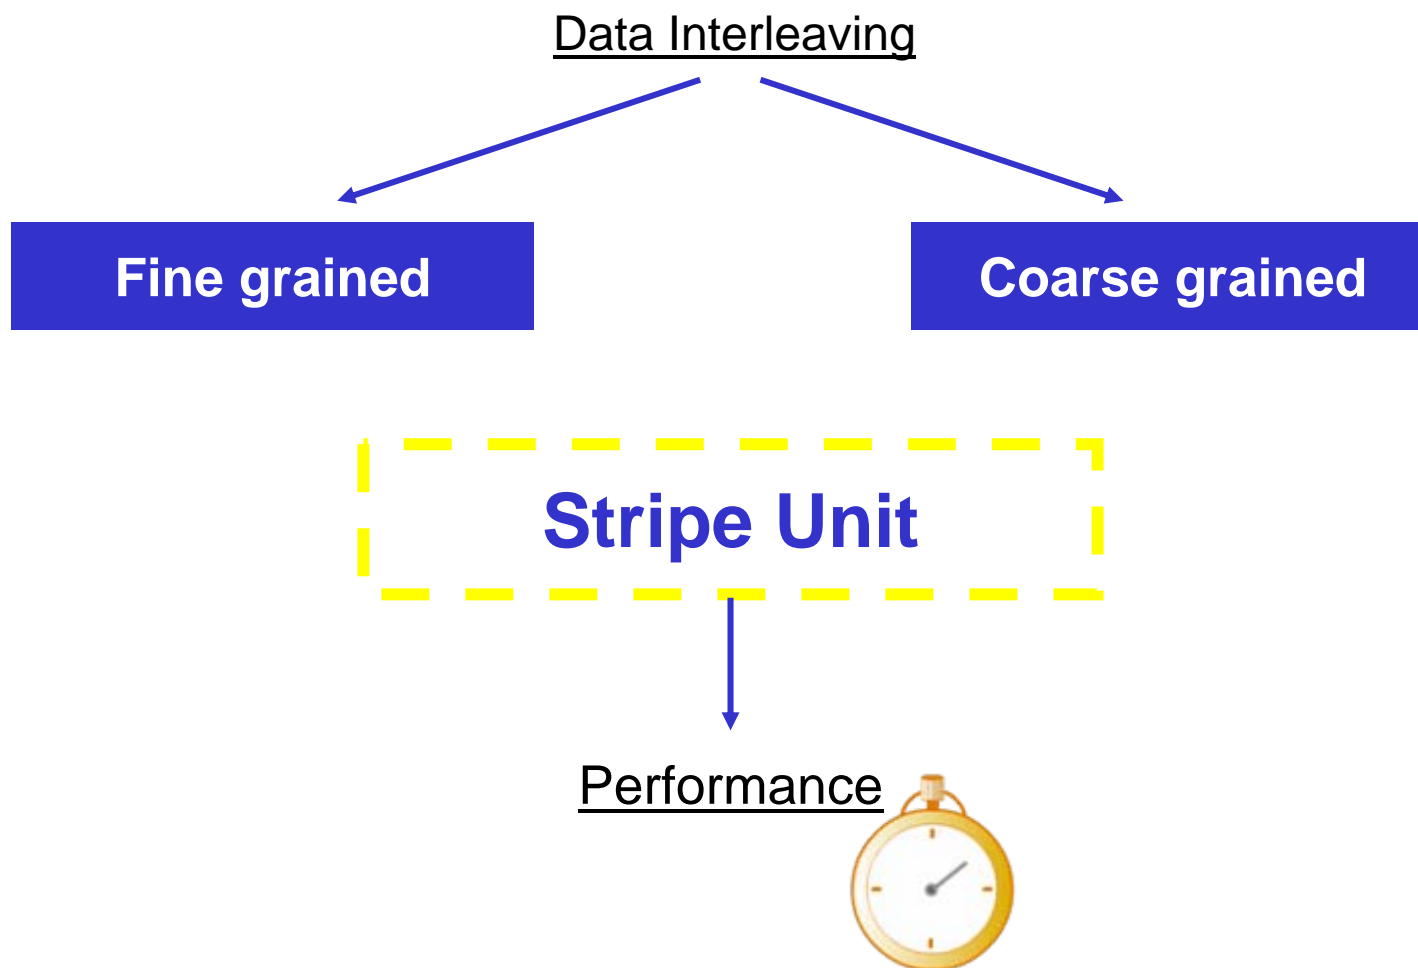 Data Interleaving
Fine grained
Coarse grained
Stripe Unit
Performance